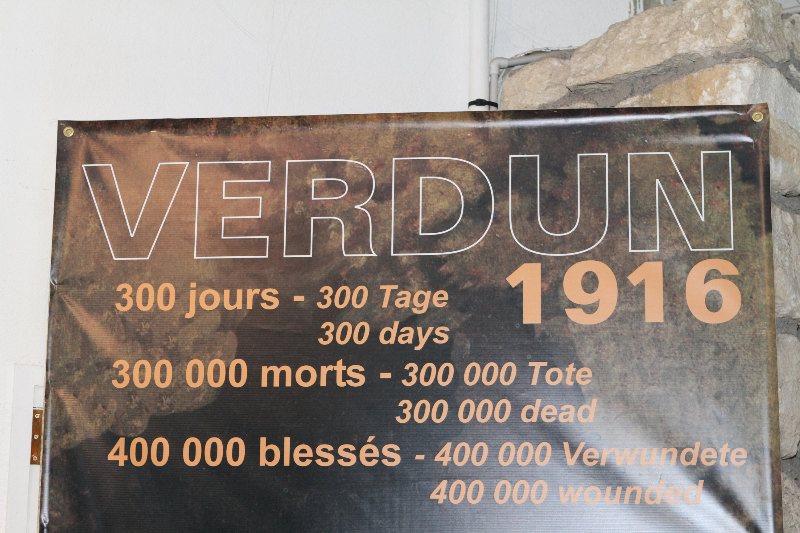 VERDUN
1916
300 jours - 300 Tage
300 days
300 000 morts - 300 000 Tote
300 000 dead
400 000 blessés - 400 000 Verwundete
400 000 wounded